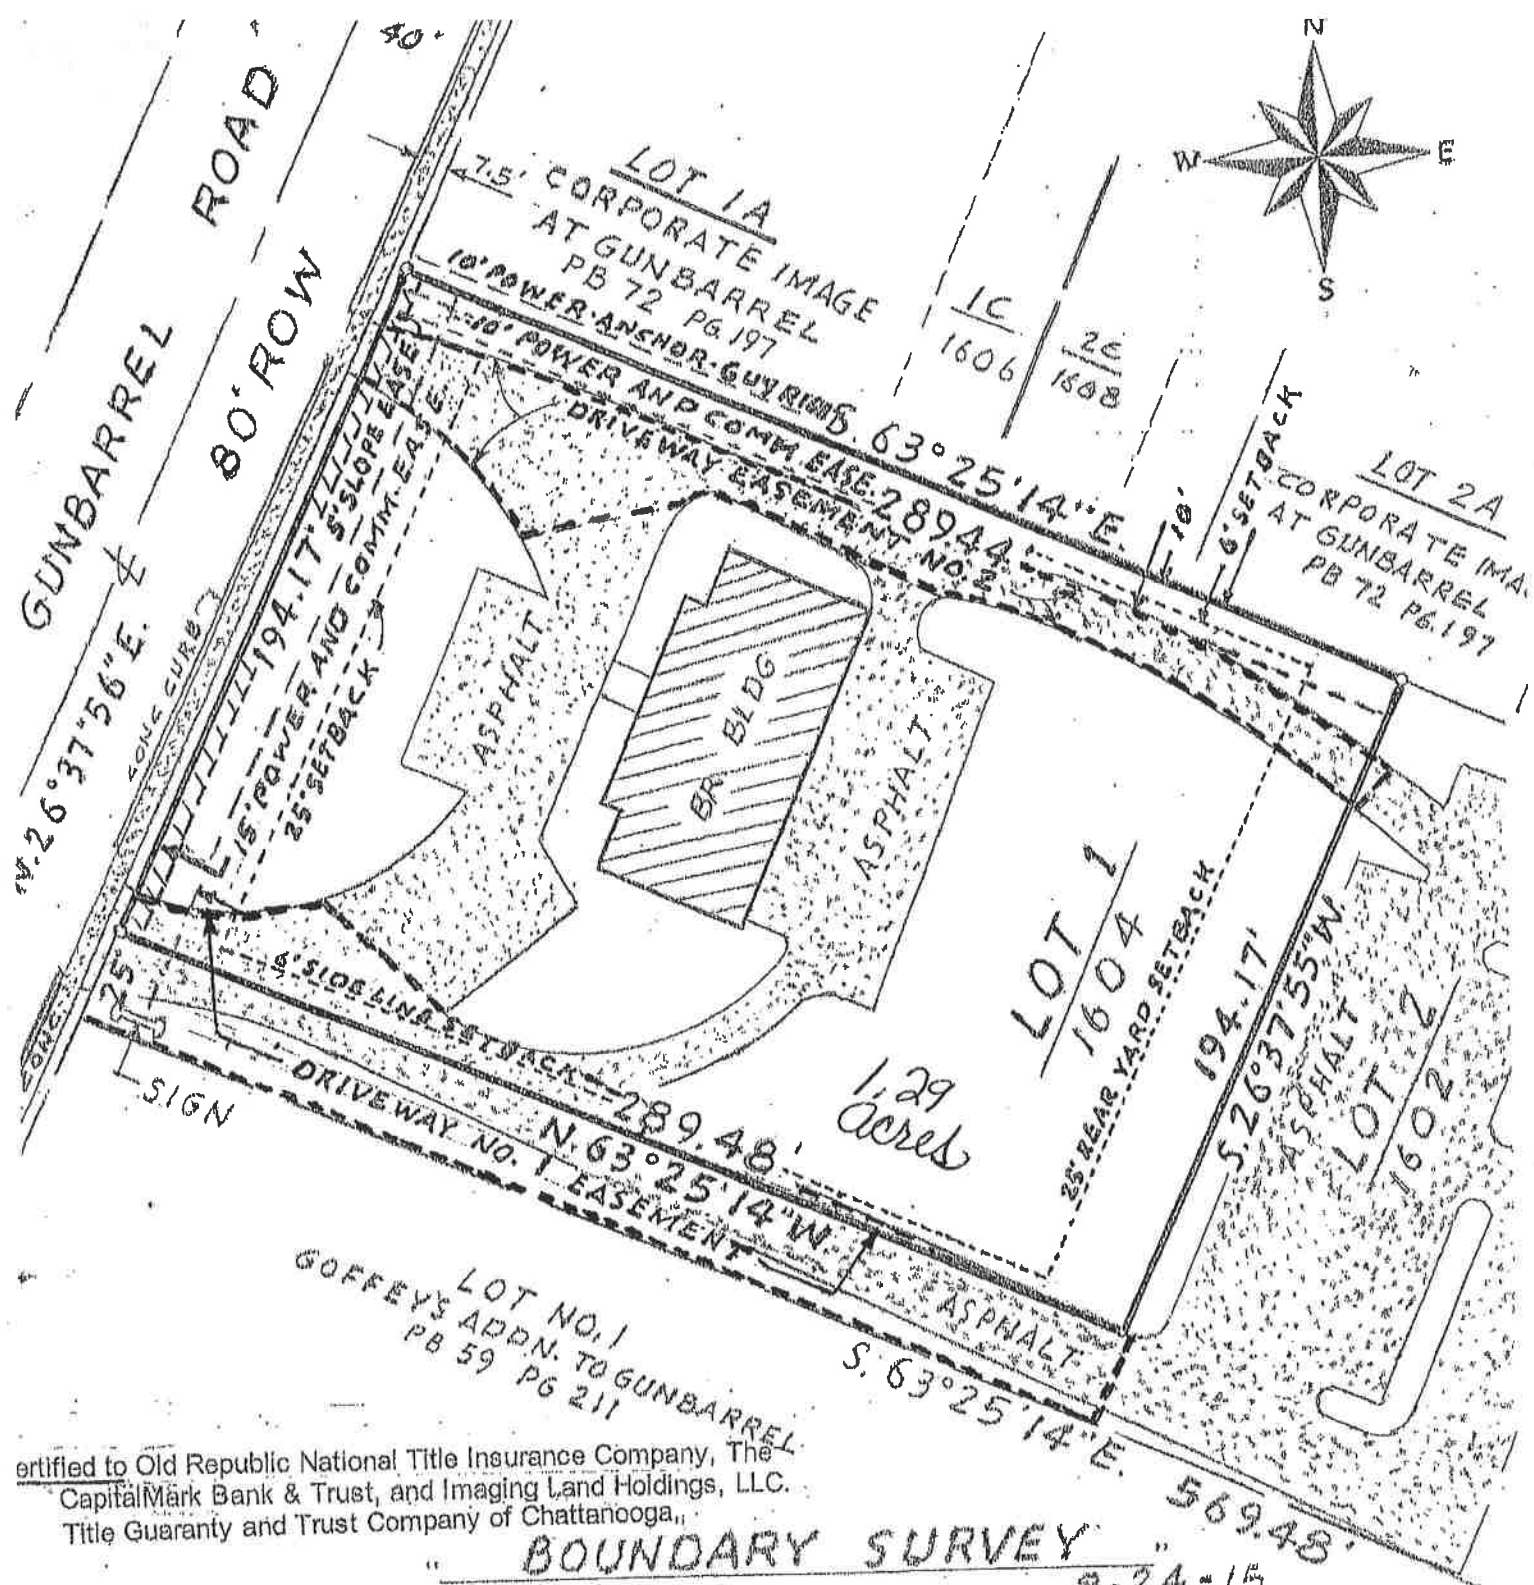 40'
N
W
E
S
GUNBARREL ROAD
80' ROW
7.5'
LOT 1A
CORPORATE IMAGE
AT GUNBARREL
PB 72 PG.197
1C
1606
2C
1608
10' POWER-ANCHOR-GUYRIGHTS
S. 63°25'14"E.
10' POWER AND COMM EASE.
289.44
DRIVEWAY EASEMENT NO. 2
10'
6' SETBACK
LOT 2A
CORPORATE IMA
AT GUNBARREL
PB 72 PG.197
N.26°37'56"E.
CONC CURB
194.17'
5' SLOPE EASE
15' POWER AND COMM. EASE
25' SETBACK
ASPHALT
BR BLDG
ASPHALT
LOT 1
1604
1.29
Acres
25' REAR YARD SETBACK
194.17'
S.26°37'55"W.
ASPHALT
LOT 2
1602
CONC
25'
SIGN
10' SIDE LINE SETBACK
289.48'
DRIVEWAY NO. 1 EASEMENT
N.63°25'14"W.
ASPHALT
LOT NO. 1
GOFFEY'S ADDN. TO GUNBARREL
PB 59 PG 211
S. 63°25'14"E. 569.48'
ertified to Old Republic National Title Insurance Company, The
CapitalMark Bank & Trust, and Imaging Land Holdings, LLC.
Title Guaranty and Trust Company of Chattanooga,
"BOUNDARY SURVEY"